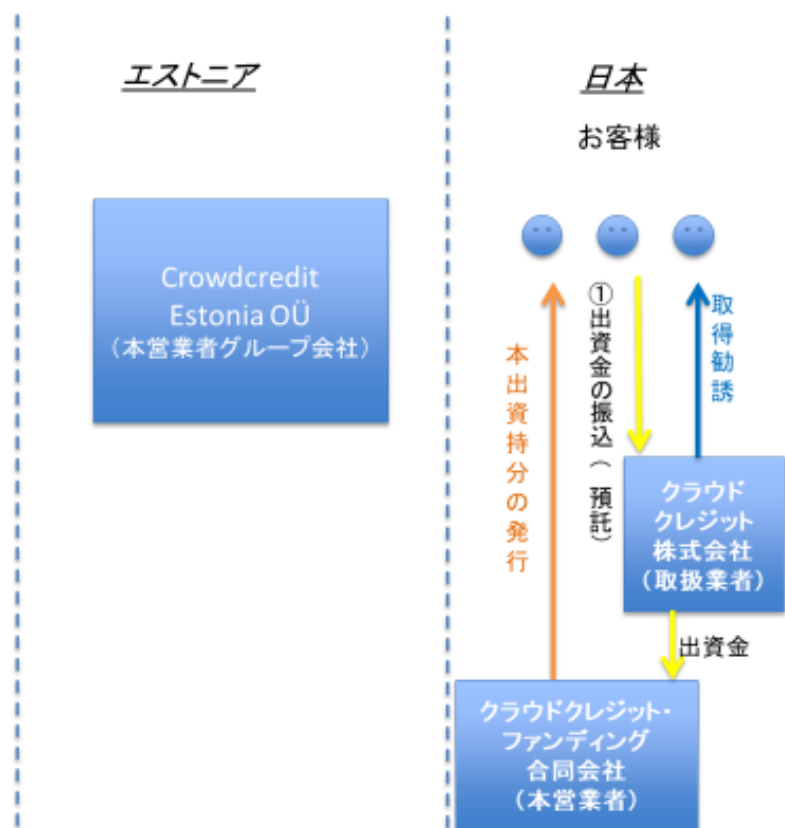 エストニア
日本
お客様
Crowdcredit
Estonia OÜ
（本営業者グループ会社）
本出資持分の発行
①出資金の振込（預託）
取得勧誘
クラウド
クレジット
株式会社
（取扱業者）
出資金
クラウドクレジット・
ファンディング
合同会社
（本営業者）